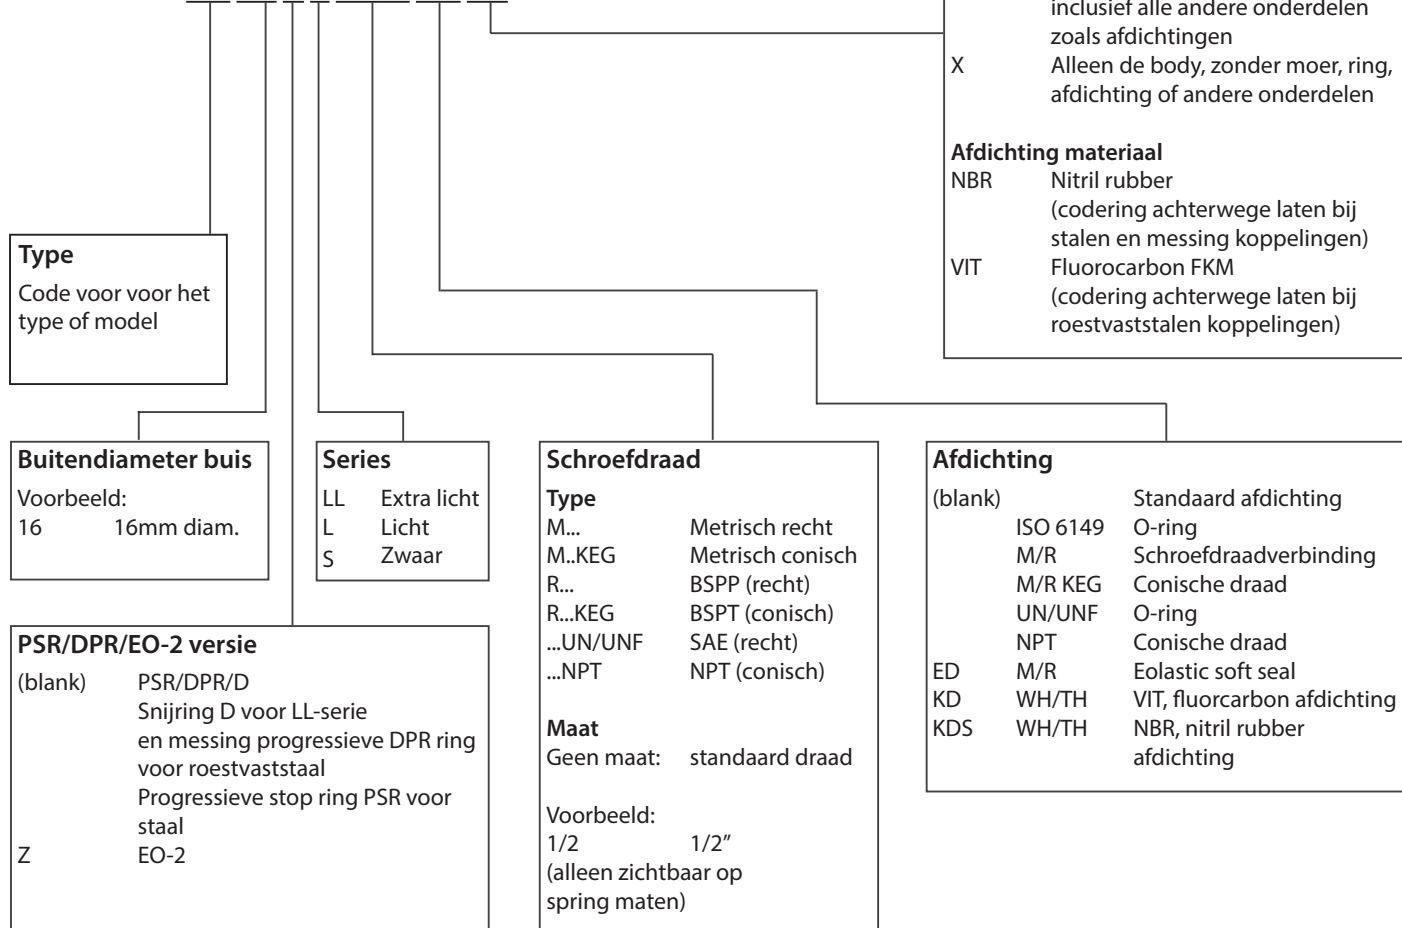 inclusief alle andere onderdelen
zoals afdichtingen
X Alleen de body, zonder moer, ring,
afdichting of andere onderdelen
Afdichting materiaal
NBR Nitril rubber
(codering achterwege laten bij
stalen en messing koppelingen)
VIT Fluorocarbon FKM
(codering achterwege laten bij
roestvaststalen koppelingen)
Type
Code voor voor het
type of model
Buitendiameter buis
Voorbeeld:
16 16mm diam.
Series
LL Extra licht
L Licht
S Zwaar
PSR/DPR/EO-2 versie
(blank) PSR/DPR/D
Snijring D voor LL-serie
en messing progressieve DPR ring
voor roestvaststaal
Progressieve stop ring PSR voor
staal
Z EO-2
Schroefdraad
Type
M... Metrisch recht
M..KEG Metrisch conisch
R... BSPP (recht)
R...KEG BSPT (conisch)
...UN/UNF SAE (recht)
...NPT NPT (conisch)
Maat
Geen maat: standaard draad
Voorbeeld:
1/2 1/2”
(alleen zichtbaar op
spring maten)
Afdichting
(blank) Standaard afdichting
ISO 6149 O-ring
M/R Schroefdraadverbinding
M/R KEG Conische draad
UN/UNF O-ring
NPT Conische draad
ED M/R Eolastic soft seal
KD WH/TH VIT, fluorcarbon afdichting
KDS WH/TH NBR, nitril rubber
afdichting